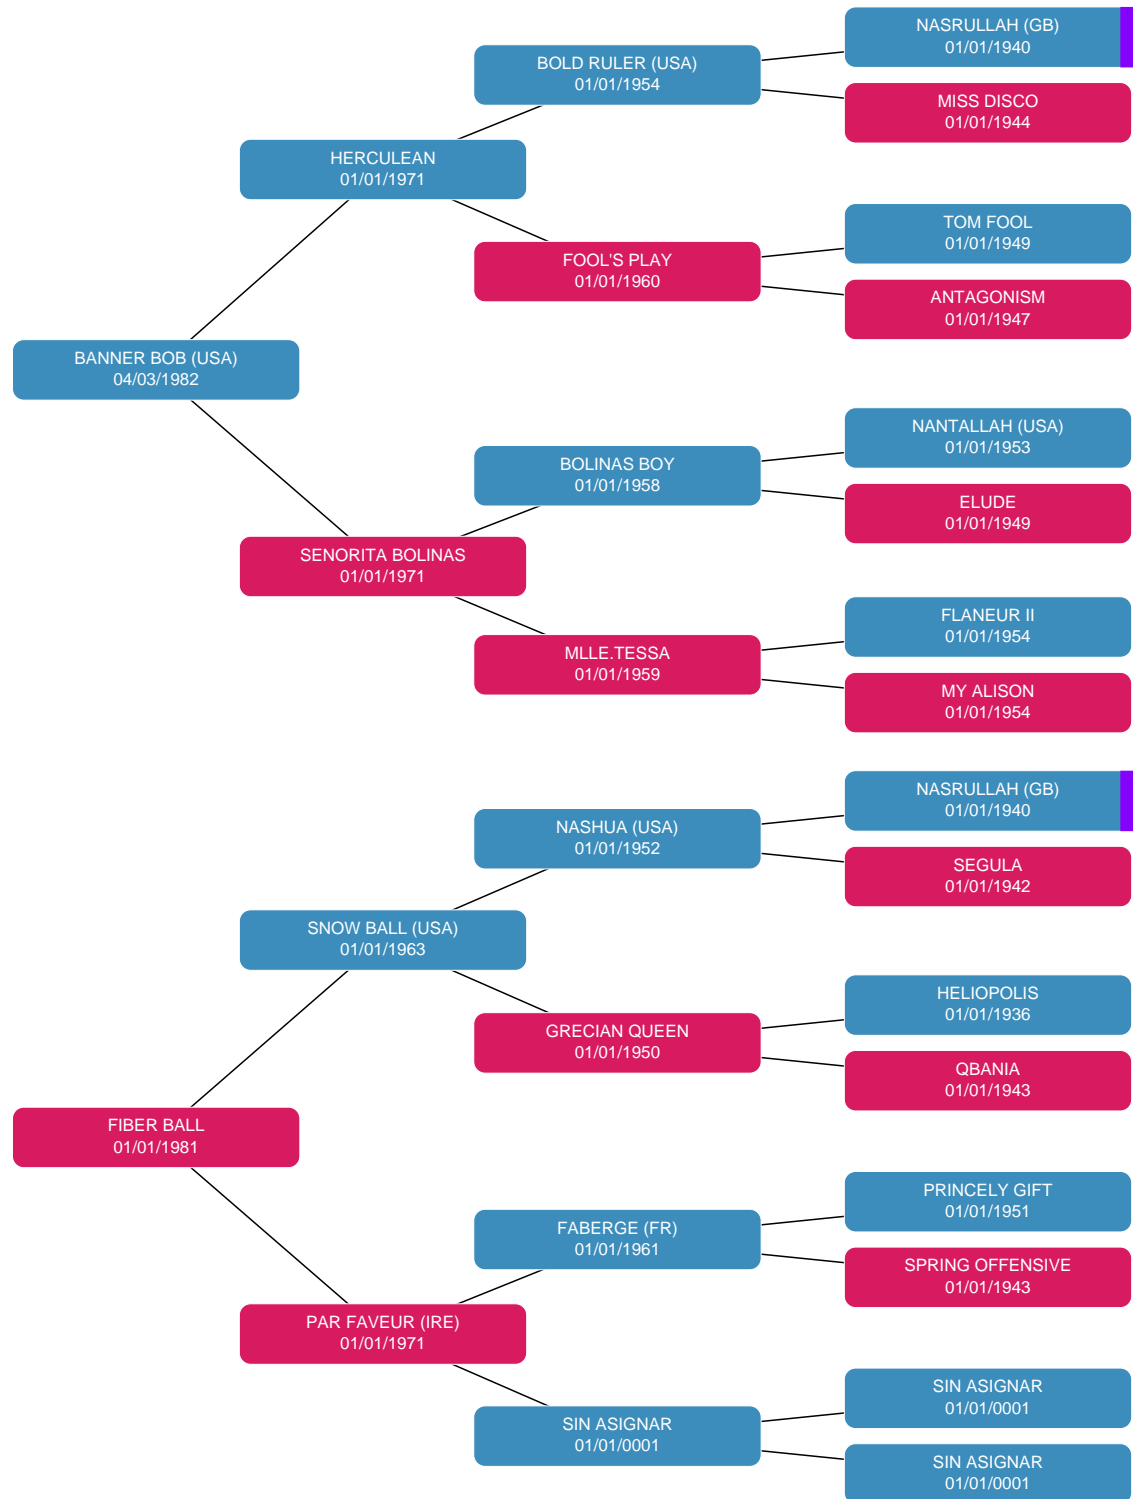 NASRULLAH (GB)
01/01/1940
BOLD RULER (USA)
01/01/1954
MISS DISCO
01/01/1944
HERCULEAN
01/01/1971
TOM FOOL
01/01/1949
FOOL'S PLAY
01/01/1960
ANTAGONISM
01/01/1947
BANNER BOB (USA)
04/03/1982
NANTALLAH (USA)
01/01/1953
BOLINAS BOY
01/01/1958
ELUDE
01/01/1949
SENORITA BOLINAS
01/01/1971
FLANEUR II
01/01/1954
MLLE.TESSA
01/01/1959
MY ALISON
01/01/1954
NASRULLAH (GB)
01/01/1940
NASHUA (USA)
01/01/1952
SEGULA
01/01/1942
SNOW BALL (USA)
01/01/1963
HELIOPOLIS
01/01/1936
GRECIAN QUEEN
01/01/1950
QBANIA
01/01/1943
FIBER BALL
01/01/1981
PRINCELY GIFT
01/01/1951
FABERGE (FR)
01/01/1961
SPRING OFFENSIVE
01/01/1943
PAR FAVEUR (IRE)
01/01/1971
SIN ASIGNAR
01/01/0001
SIN ASIGNAR
01/01/0001
SIN ASIGNAR
01/01/0001